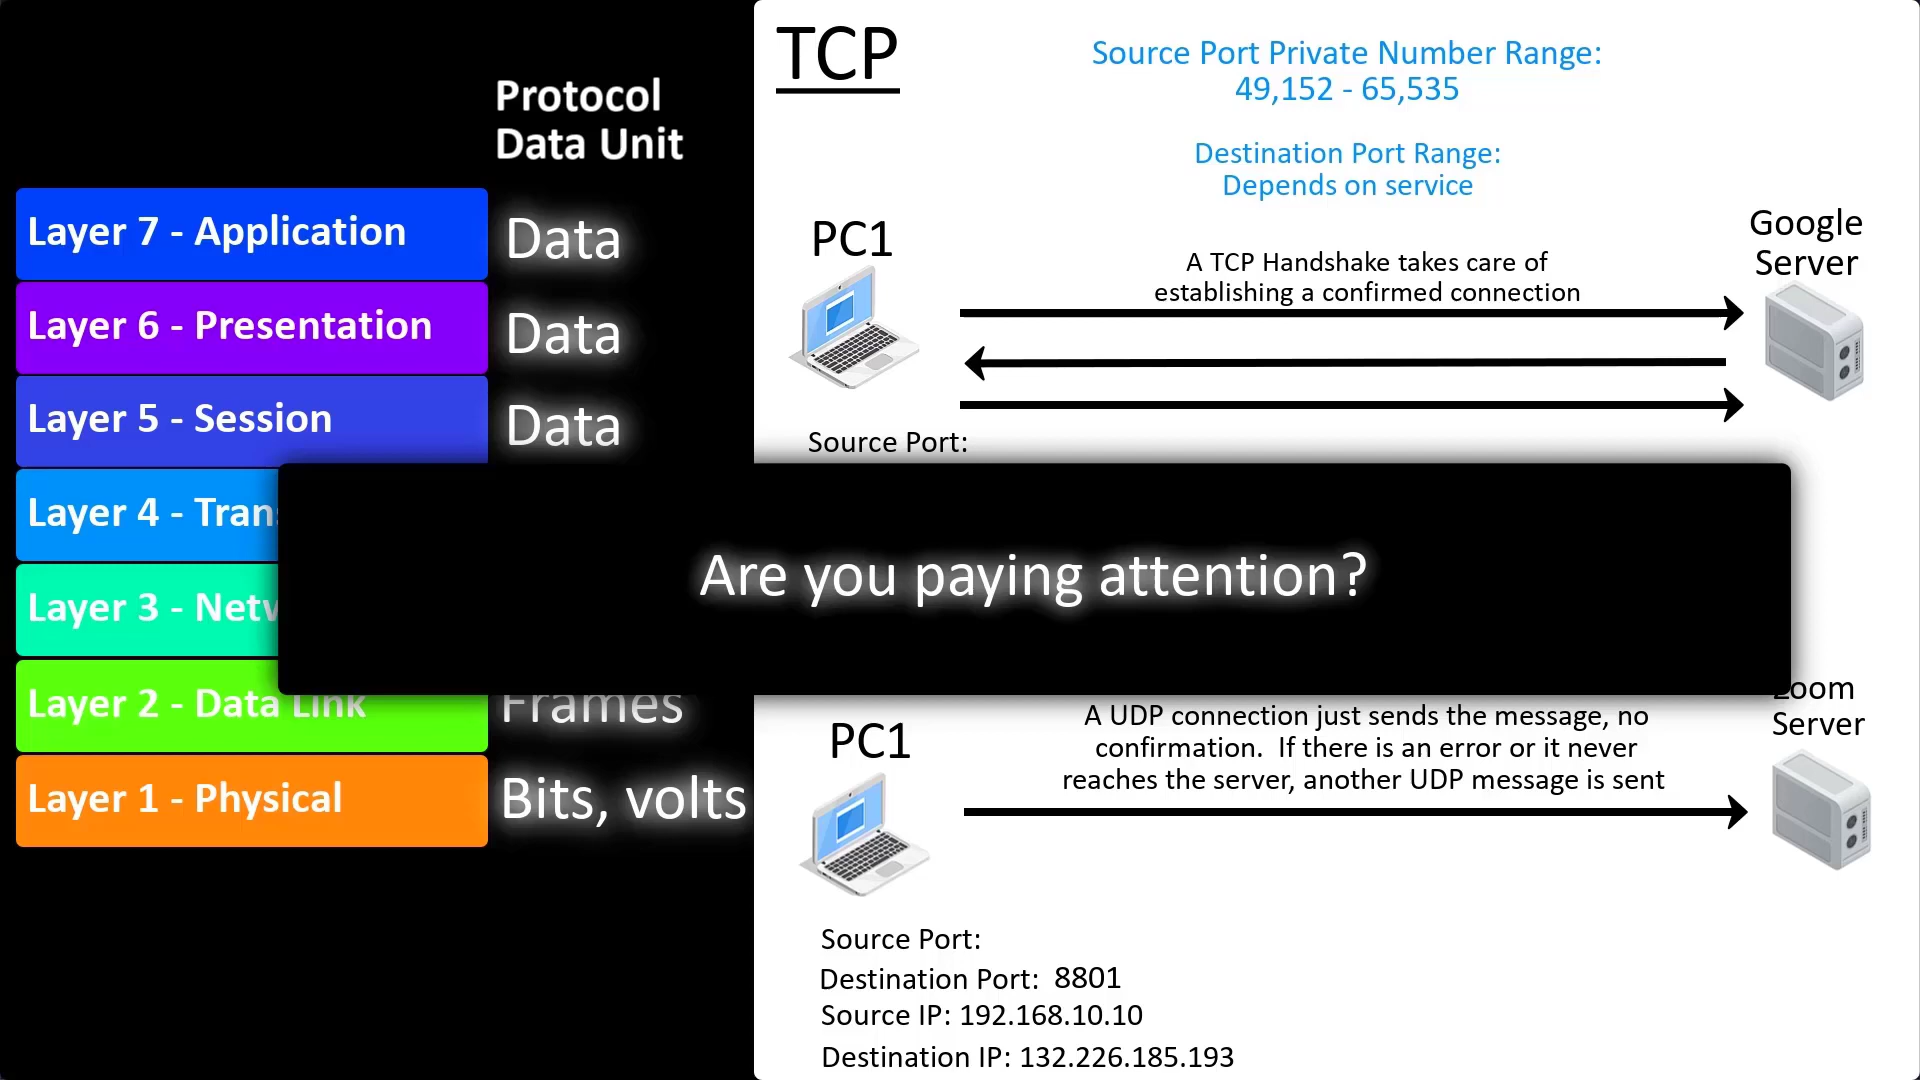 Protocol
Data Unit
Layer 7 - Application
Data
Layer 6 - Presentation
Data
Layer 5 - Session
Data
Layer 4 -
Layer 3 -
Layer 2 - Data Link
Frames
Layer 1 - Physical
Bits, volts
TCP
Source Port Private Number Range:
49,152 - 65,535
Destination Port Range:
Depends on service
PC1
A TCP Handshake takes care of
establishing a confirmed connection
Google
Server
Source Port:
Are you paying attention?
Zoom
Server
PC1
A UDP connection just sends the message, no
confirmation. If there is an error or it never
reaches the server, another UDP message is sent
Source Port:
Destination Port: 8801
Source IP: 192.168.10.10
Destination IP: 132.226.185.193